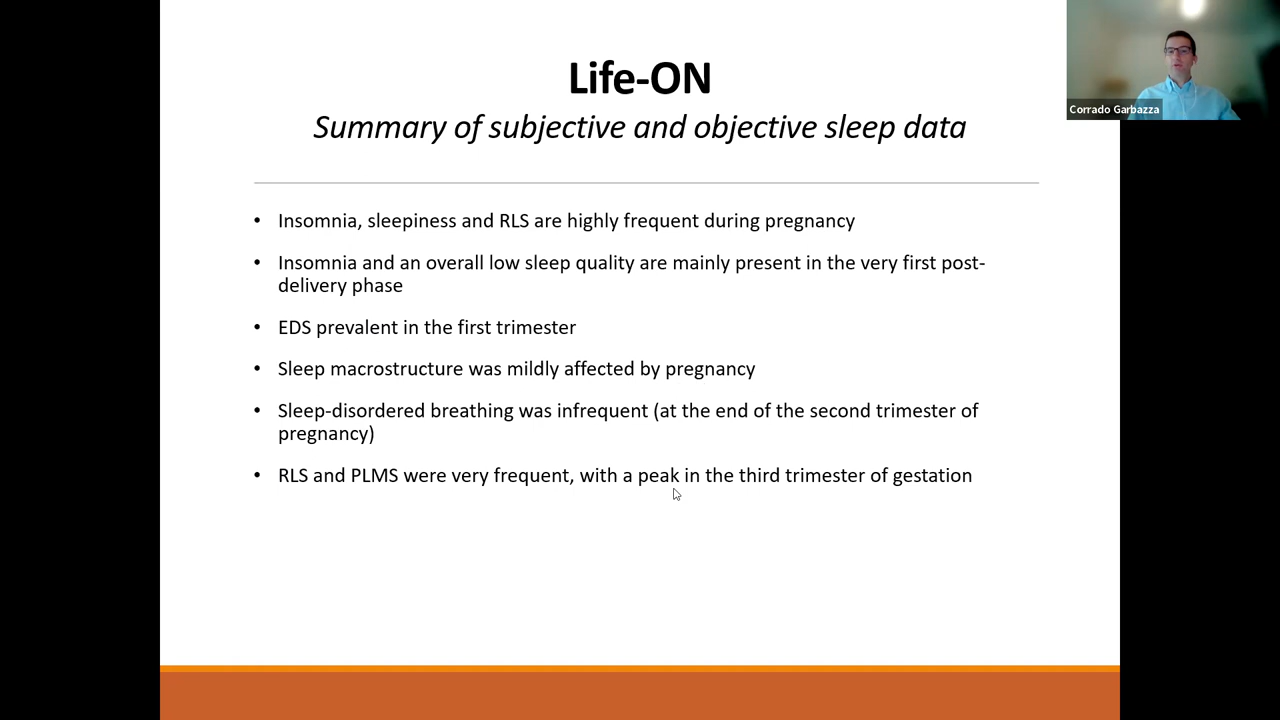 Life-ON
Summary of subjective and objective sleep data
Corrado Garbazza
• Insomnia, sleepiness and RLS are highly frequent during pregnancy
• Insomnia and an overall low sleep quality are mainly present in the very first post-
delivery phase
• EDS prevalent in the first trimester
• Sleep macrostructure was mildly affected by pregnancy
• Sleep-disordered breathing was infrequent (at the end of the second trimester of
pregnancy)
• RLS and PLMS were very frequent, with a peak in the third trimester of gestation